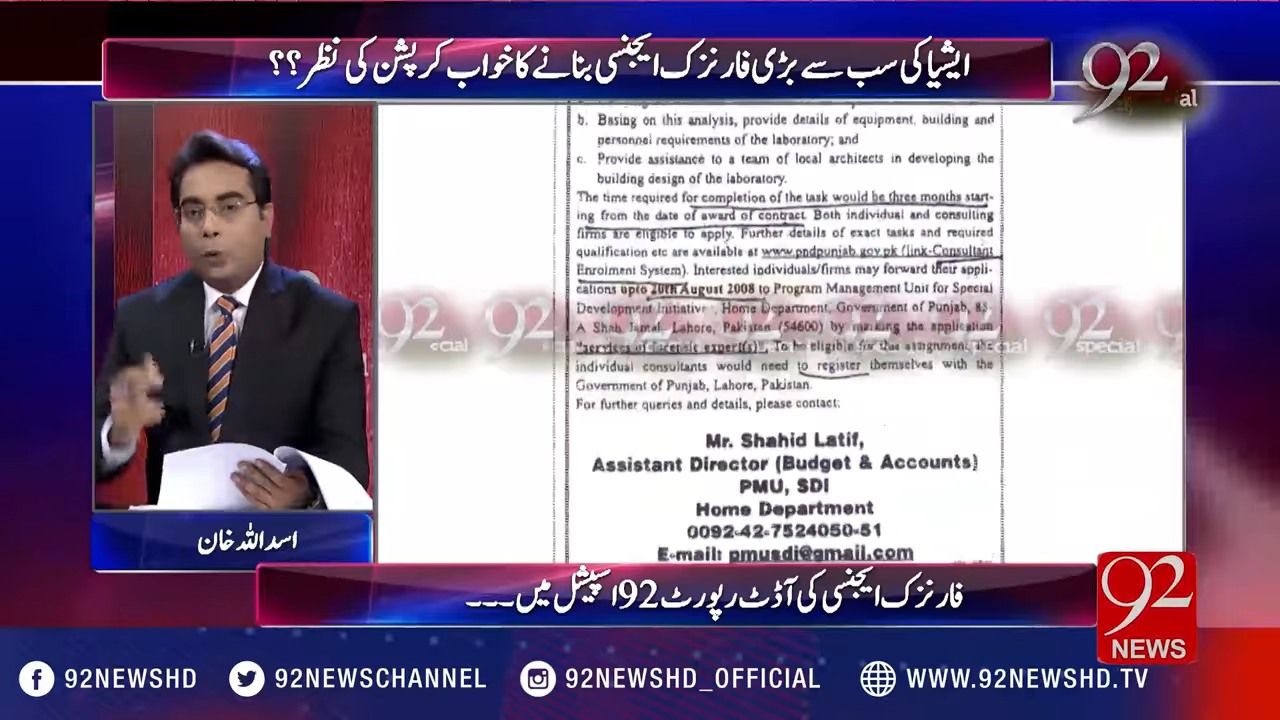 ایشیا کی سب سے بڑی فارنزک ایجنسی بنانے کا خواب کرپشن کی نظر؟؟
92
al
b. Basing on this analysis, provide details of equipment, building and
personnel requirements of the laboratory; and
c. Provide assistance to a team of local architects in developing the
building design of the laboratory.
The time required for completion of the task would be three months start-
ing from the date of award of contract. Both individual and consulting
firms are eligible to apply. Further details of exact tasks and required
qualification etc are available at www.pndpunjab.gov.pk (link-Consultant
Enrolment System). Interested individuals/firms may forward their appli-
cations upto 20th August 2008 to Program Management Unit for Special
Development Initiative, Home Department, Government of Punjab, 83-
A Shah Jamal, Lahore, Pakistan (54600) by marking the application
"services of forensic expert(s)". To be eligible for the assignment, the
individual consultants would need to register themselves with the
Government of Punjab, Lahore, Pakistan.
For further queries and details, please contact:
Mr. Shahid Latif,
Assistant Director (Budget & Accounts)
PMU, SDI
Home Department
0092-42-7524050-51
E-mail: pmusdi@gmail.com
92 special
اسد اللہ خان
فارنزک ایجنسی کی آڈٹ رپورٹ 92 اسپیشل میں۔۔۔
92
NEWS
92NEWSHD
92NEWSCHANNEL
92NEWSHD_OFFICIAL
WWW.92NEWSHD.TV